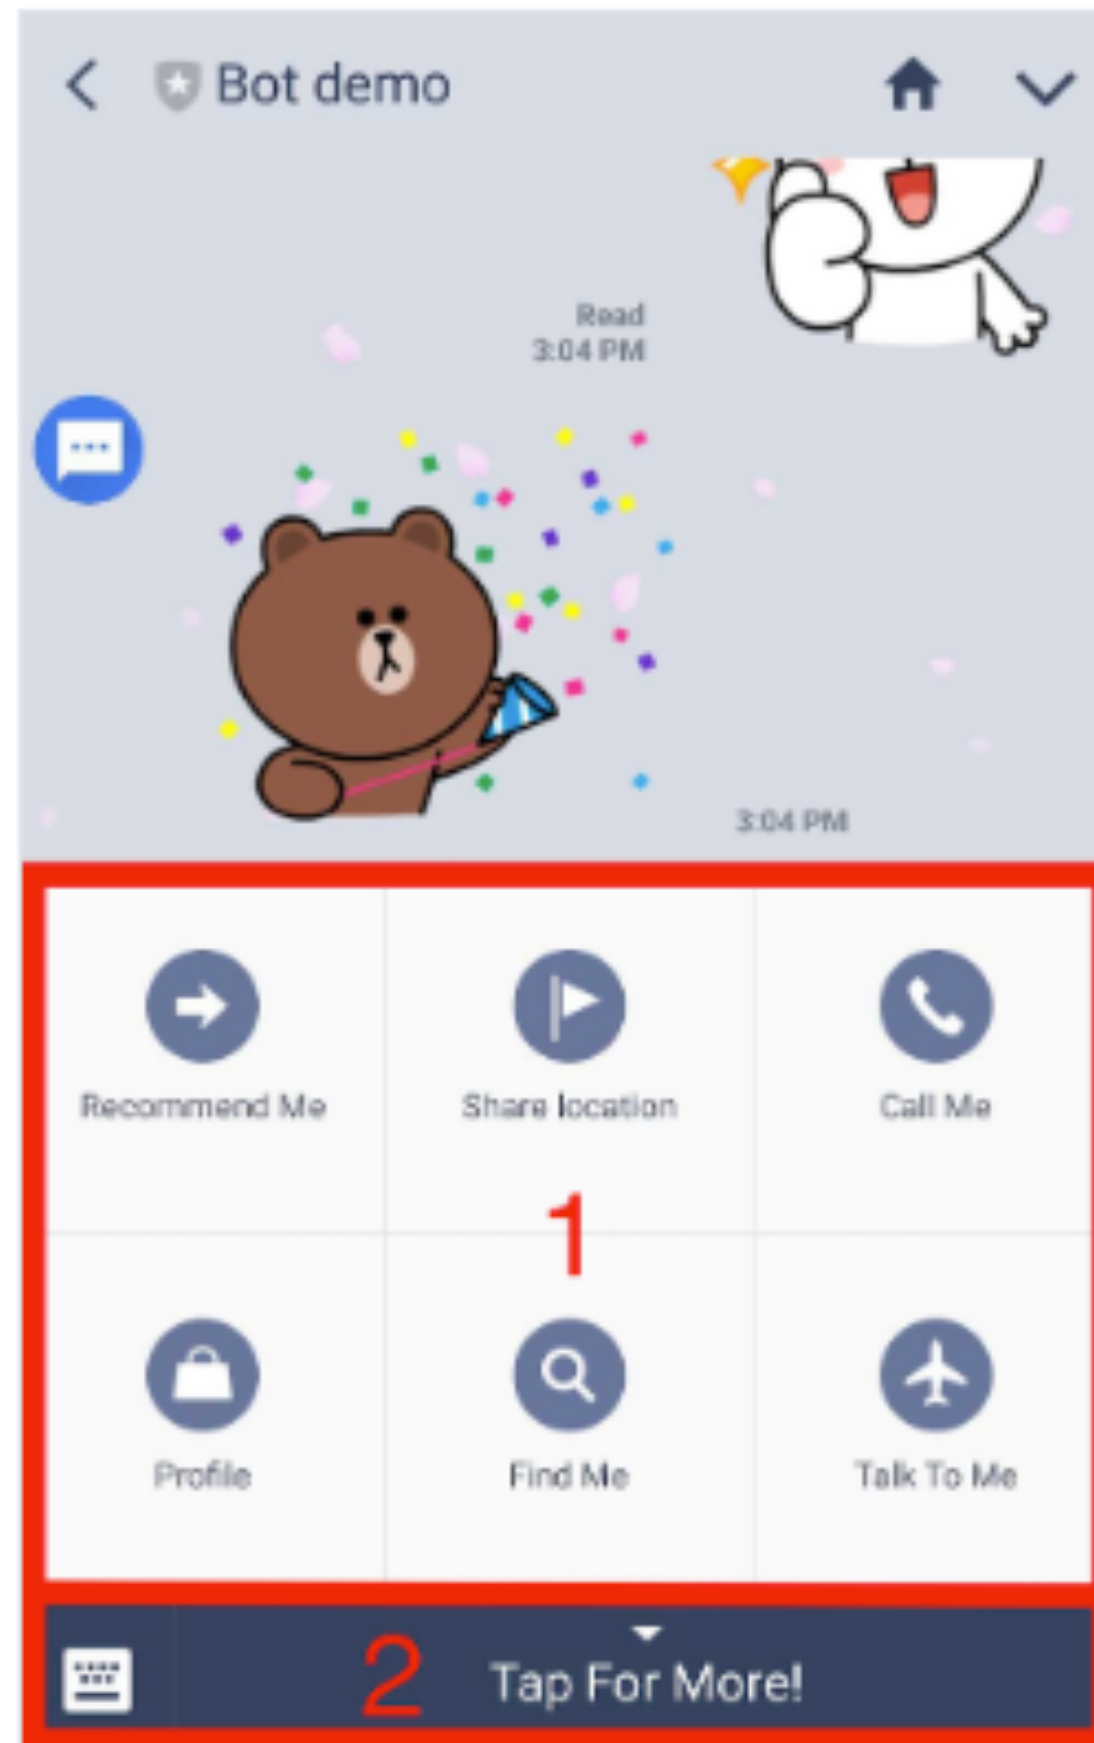 Bot demo
Read
3:04 PM
3:04 PM
Recommend Me
Share location
Call Me
1
Profile
Find Me
Talk To Me
2
Tap For More!